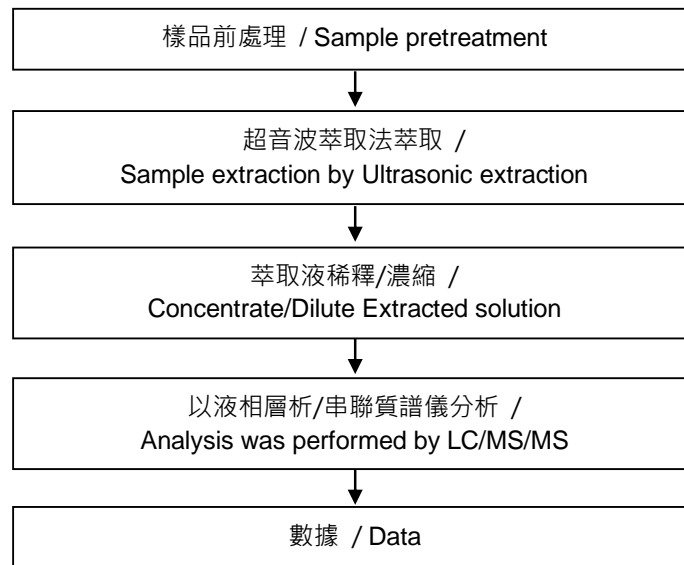 樣品前處理 / Sample pretreatment
超音波萃取法萃取 /
Sample extraction by Ultrasonic extraction
萃取液稀釋/濃縮 /
Concentrate/Dilute Extracted solution
以液相層析/串聯質譜儀分析 /
Analysis was performed by LC/MS/MS
數據 / Data